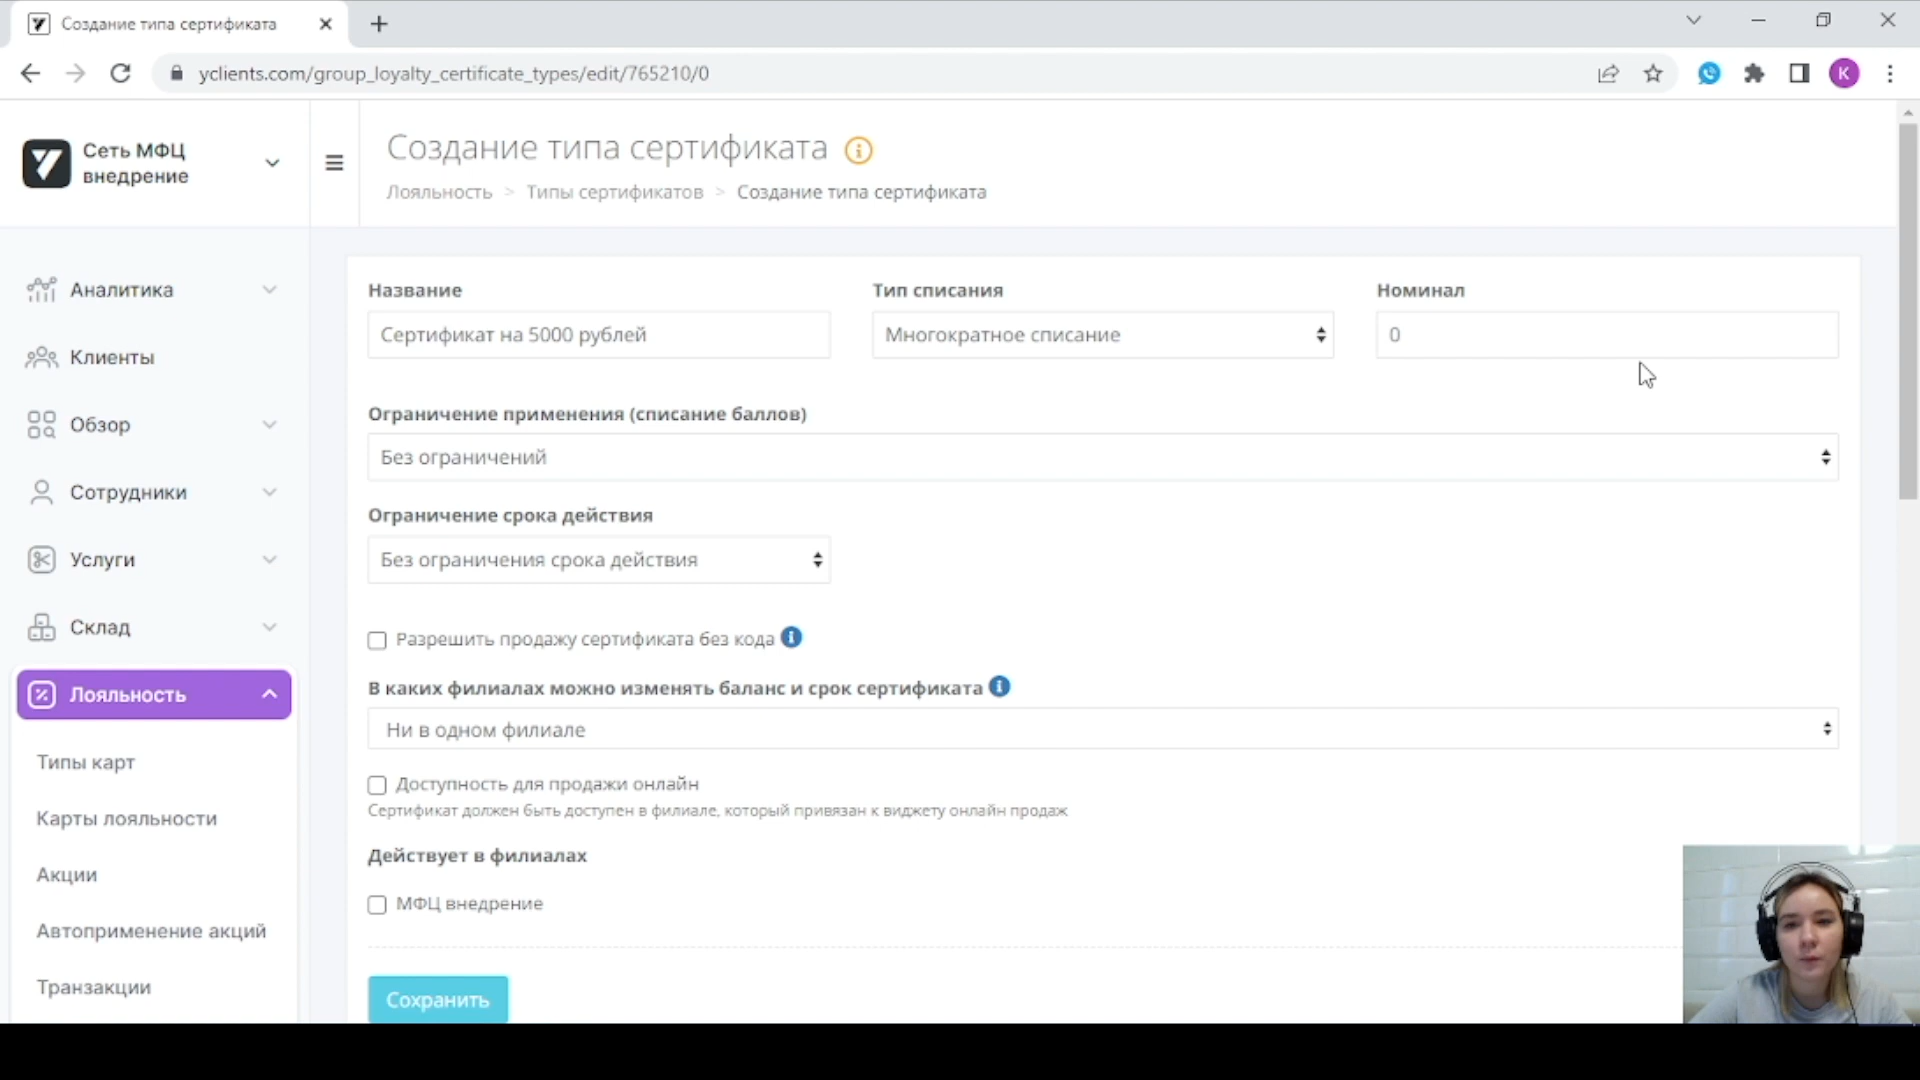 Создание типа сертификата
yclients.com/group_loyalty_certificate_types/edit/765210/0
K
Сеть МФЦ
внедрение
Создание типа сертификата
Лояльность > Типы сертификатов > Создание типа сертификата
Аналитика
Клиенты
Обзор
Сотрудники
Услуги
Склад
Лояльность
Типы карт
Карты лояльности
Акции
Автоприменение акций
Транзакции
Название
Тип списания
Номинал
Сертификат на 5000 рублей
Многократное списание
0
Ограничение применения (списание баллов)
Без ограничений
Ограничение срока действия
Без ограничения срока действия
Разрешить продажу сертификата без кода
В каких филиалах можно изменять баланс и срок сертификата
Ни в одном филиале
Доступность для продажи онлайн
Сертификат должен быть доступен в филиале, который привязан к виджету онлайн продаж
Действует в филиалах
МФЦ внедрение
Сохранить